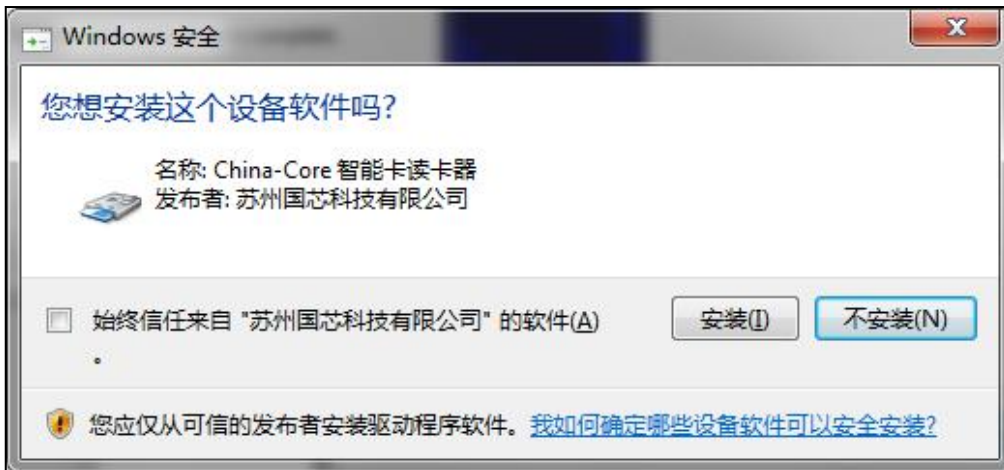 Windows 安全
您想安装这个设备软件吗?
名称: China-Core 智能卡读卡器
发布者: 苏州国芯科技有限公司
始终信任来自 "苏州国芯科技有限公司" 的软件(A)
。
安装(I)
不安装(N)
您应仅从可信的发布者安装驱动程序软件。我如何确定哪些设备软件可以安全安装?